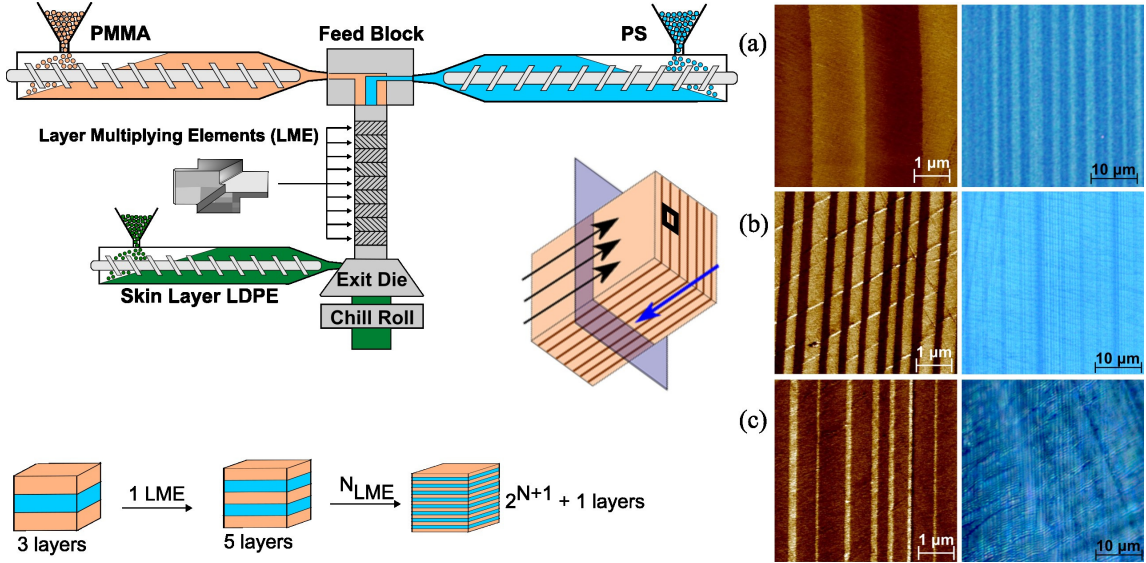 PMMA
Feed Block
PS
Layer Multiplying Elements (LME)
Skin Layer LDPE
Exit Die
Chill Roll
3 layers
1 LME
5 layers
N LME
2^N+1 + 1 layers
(a)
1 µm
10 µm
(b)
1 µm
10 µm
(c)
1 µm
10 µm